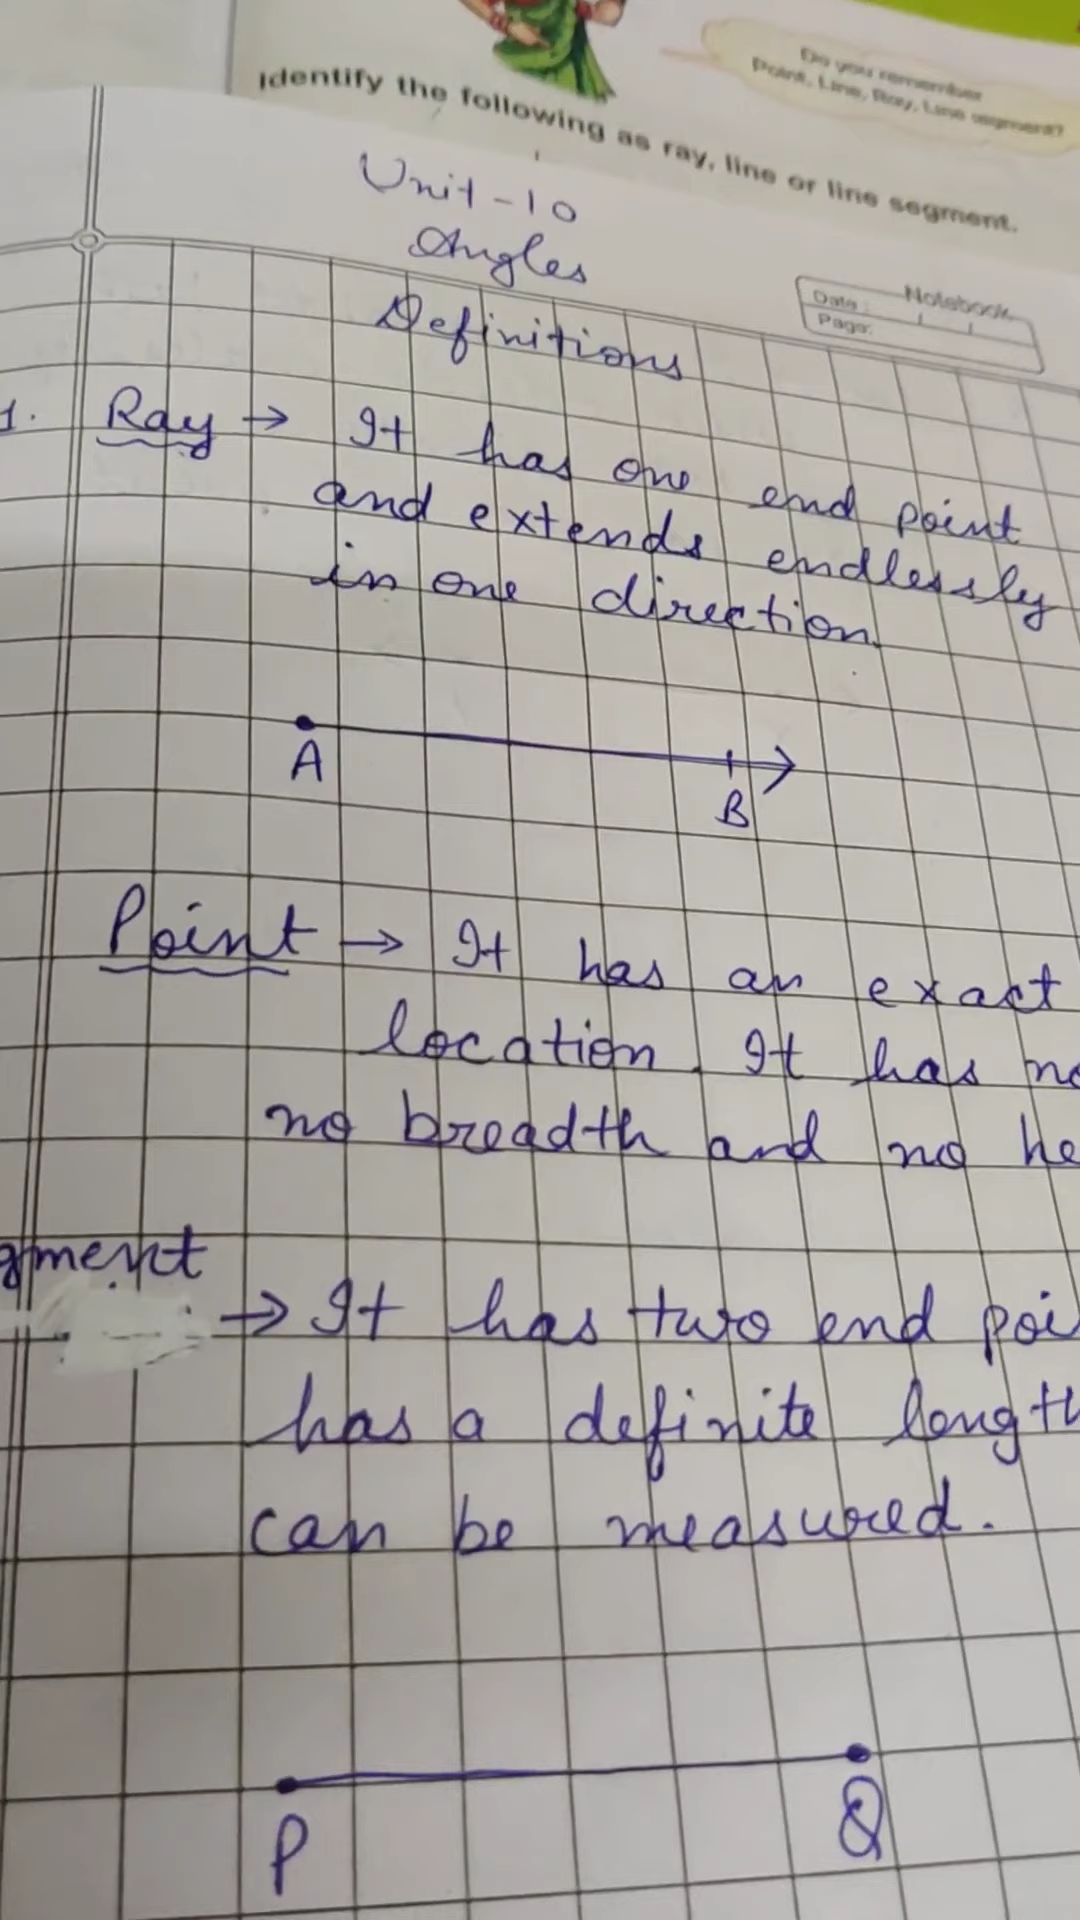 Do you remember
Point, Line, Ray, Line segment?
Identify the following as ray, line or line segment.
Unit-10
Angles
Notebook
Date:
Page:
Definitions
1. Ray → It has one end point
and extends endlessly
in one direction.
A
B
Point → It has an exact
location. It has
no breadth and no
gment
→ It has two end
has a definite length
can be measured.
P
Q